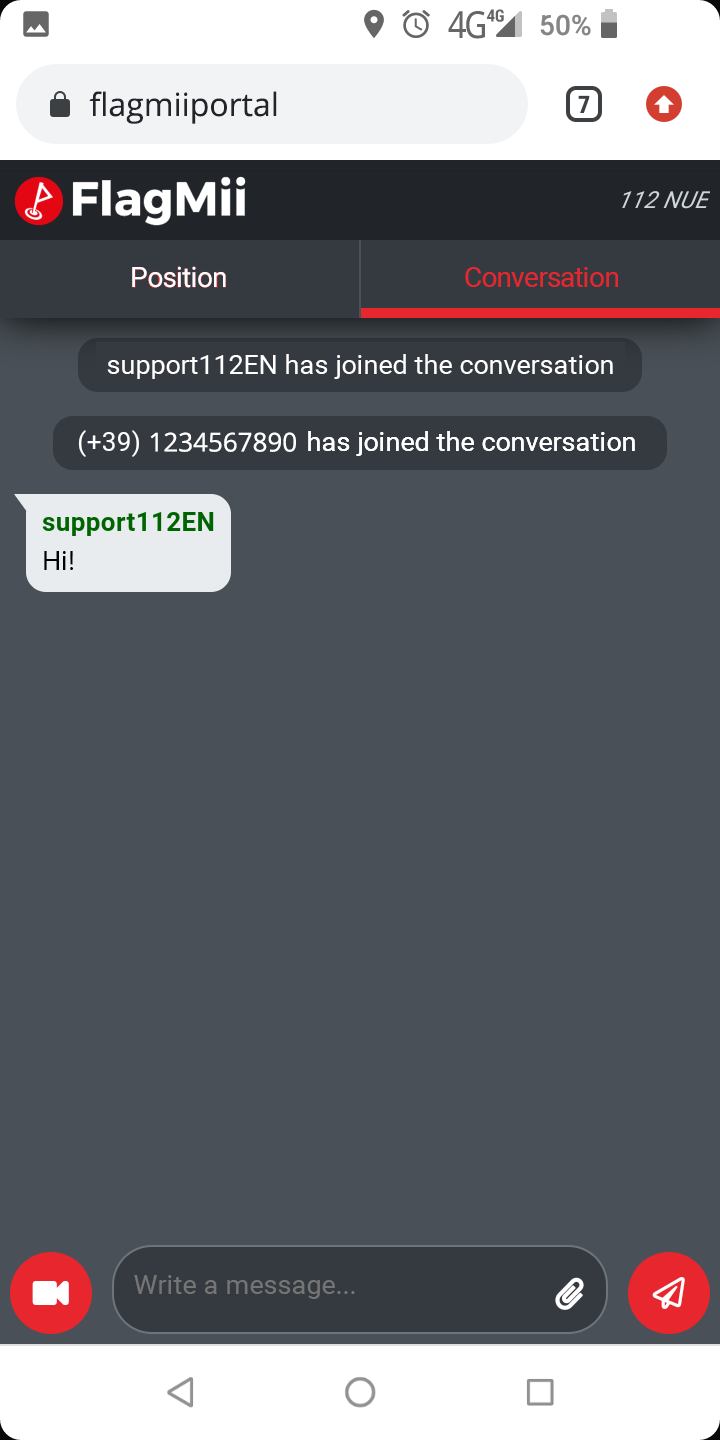 4G 4G 50%
flagmiiportal 7
FlagMii 112 NUE
Position Conversation
support112EN has joined the conversation
(+39) 1234567890 has joined the conversation
support112EN
Hi!
Write a message...